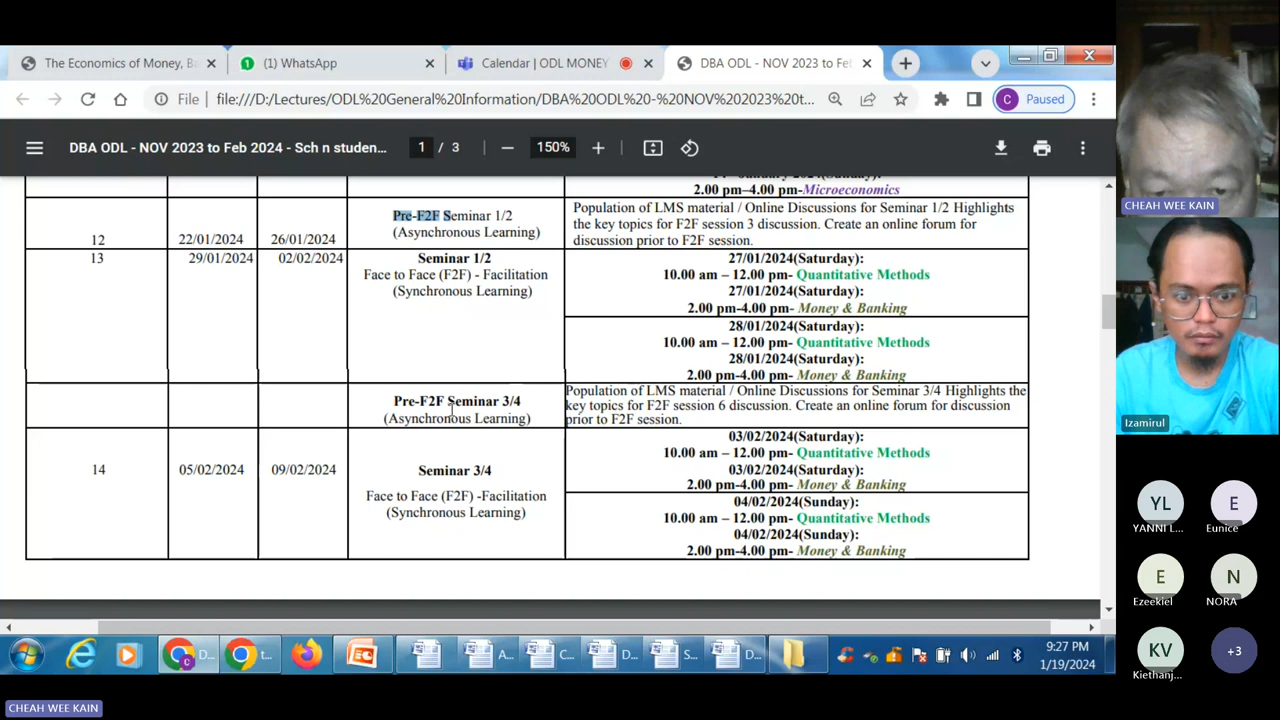 The Economics of Money, B
(1) WhatsApp
Calendar | ODL MONEY
DBA ODL - NOV 2023 to Fe
File
file:///D:/Lectures/ODL%20General%20Information/DBA%20ODL%20-%20NOV%202023%20t...
C
Paused
DBA ODL - NOV 2023 to Feb 2024 - Sch n studen...
1 / 3
150%
2.00 pm–4.00 pm-Microeconomics
12
22/01/2024
26/01/2024
Pre-F2F Seminar 1/2
(Asynchronous Learning)
Population of LMS material / Online Discussions for Seminar 1/2 Highlights
the key topics for F2F session 3 discussion. Create an online forum for
discussion prior to F2F session.
13
29/01/2024
02/02/2024
Seminar 1/2
Face to Face (F2F) - Facilitation
(Synchronous Learning)
27/01/2024(Saturday):
10.00 am – 12.00 pm- Quantitative Methods
27/01/2024(Saturday):
2.00 pm-4.00 pm- Money & Banking
28/01/2024(Saturday):
10.00 am – 12.00 pm- Quantitative Methods
28/01/2024(Saturday):
2.00 pm-4.00 pm- Money & Banking
Pre-F2F Seminar 3/4
(Asynchronous Learning)
Population of LMS material / Online Discussions for Seminar 3/4 Highlights the
key topics for F2F session 6 discussion. Create an online forum for discussion
prior to F2F session.
14
05/02/2024
09/02/2024
Seminar 3/4
Face to Face (F2F) -Facilitation
(Synchronous Learning)
03/02/2024(Saturday):
10.00 am – 12.00 pm- Quantitative Methods
03/02/2024(Saturday):
2.00 pm-4.00 pm- Money & Banking
04/02/2024(Sunday):
10.00 am – 12.00 pm- Quantitative Methods
04/02/2024(Sunday):
2.00 pm-4.00 pm- Money & Banking
D...
t...
A...
C...
D...
S...
D...
9:27 PM
1/19/2024
CHEAH WEE KAIN
Izamirul
YL
YANNI L...
E
Eunice
E
Ezeekiel
N
NORA
KV
Kiethanj...
+3
CHEAH WEE KAIN